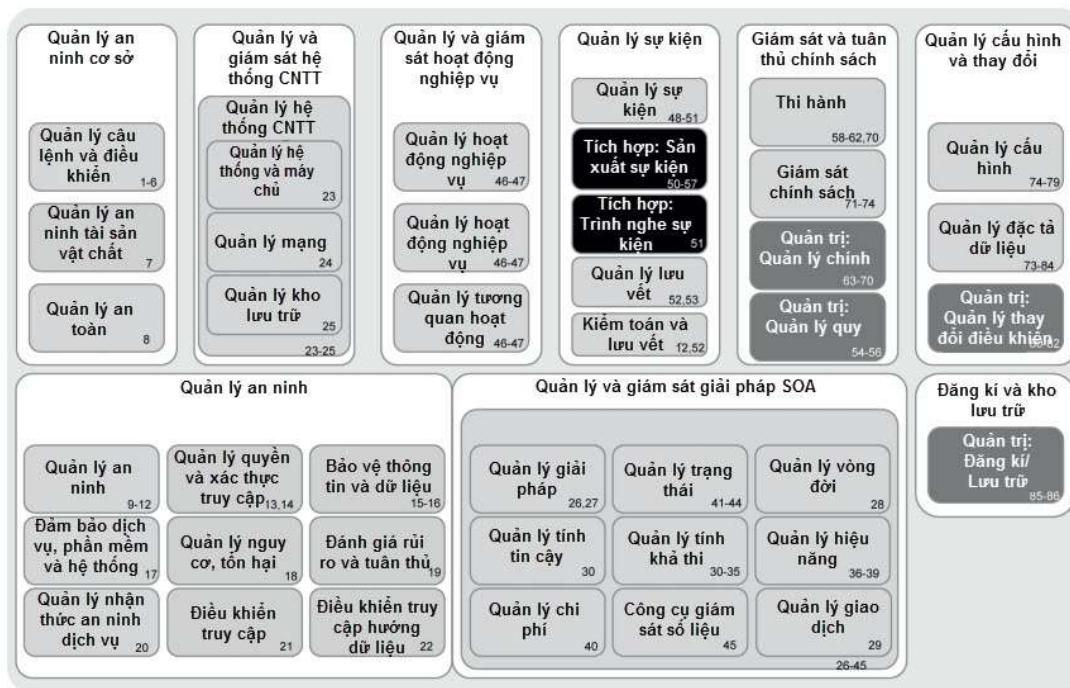 Quản lý an
ninh cơ sở
Quản lý câu
lệnh và điều
khiển
1-6
Quản lý an
ninh tài sản
vật chất
7
Quản lý an
toàn
8
Quản lý và
giám sát hệ
thống CNTT
Quản lý hệ
thống CNTT
Quản lý hệ
thống và máy
chủ
23
Quản lý mạng
24
Quản lý kho
lưu trữ
25
23-25
Quản lý và giám
sát hoạt động
nghiệp vụ
Quản lý hoạt
động nghiệp
vụ
46-47
Quản lý hoạt
động nghiệp
vụ
46-47
Quản lý tương
quan hoạt
động
46-47
Quản lý sự kiện
Quản lý sự
kiện
48-51
Tích hợp: Sản
xuất sự kiện
50-57
Tích hợp:
Trình nghe sự
kiện
51
Quản lý lưu
vết
52,53
Kiểm toán và
lưu vết
12,52
Giám sát và tuân
thủ chính sách
Thi hành
58-62,70
Giám sát
chính sách
71-74
Quản trị:
Quản lý chính
63-70
Quản trị:
Quản lý quy
54-56
Quản lý cấu hình
và thay đổi
Quản lý cấu
hình
74-79
Quản lý đặc tả
dữ liệu
73-84
Quản trị:
Quản lý thay
đổi điều khiển
Quản lý an ninh
Quản lý an
ninh
9-12
Quản lý quyền
và xác thực
truy cập
13,14
Bảo vệ thông
tin và dữ liệu
15-16
Đảm bảo dịch
vụ, phần mềm
và hệ thống
17
Quản lý nguy
cơ, tổn hại
18
Đánh giá rủi
ro và tuân thủ
19
Quản lý nhận
thức an ninh
dịch vụ
20
Điều khiển
truy cập
21
Điều khiển truy
cập hướng
dữ liệu
22
Quản lý và giám sát giải pháp SOA
Quản lý giải
pháp
26,27
Quản lý trạng
thái
41-44
Quản lý vòng
đời
28
Quản lý tính
tin cậy
30
Quản lý tính
khả thi
30-35
Quản lý hiệu
năng
36-39
Quản lý chi
phí
40
Công cụ giám
sát số liệu
45
Quản lý giao
dịch
29
26-45
Đăng kí và kho
lưu trữ
Quản trị:
Đăng kí/
Lưu trữ
85-86